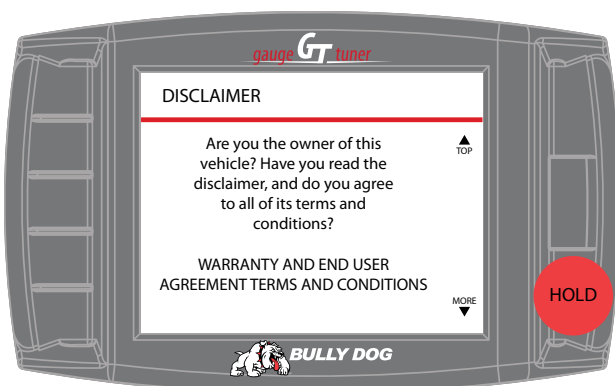 gauge GT tuner
DISCLAIMER
Are you the owner of this
vehicle? Have you read the
disclaimer, and do you agree
to all of its terms and
conditions?
TOP
WARRANTY AND END USER
AGREEMENT TERMS AND CONDITIONS
MORE
HOLD
BULLY DOG